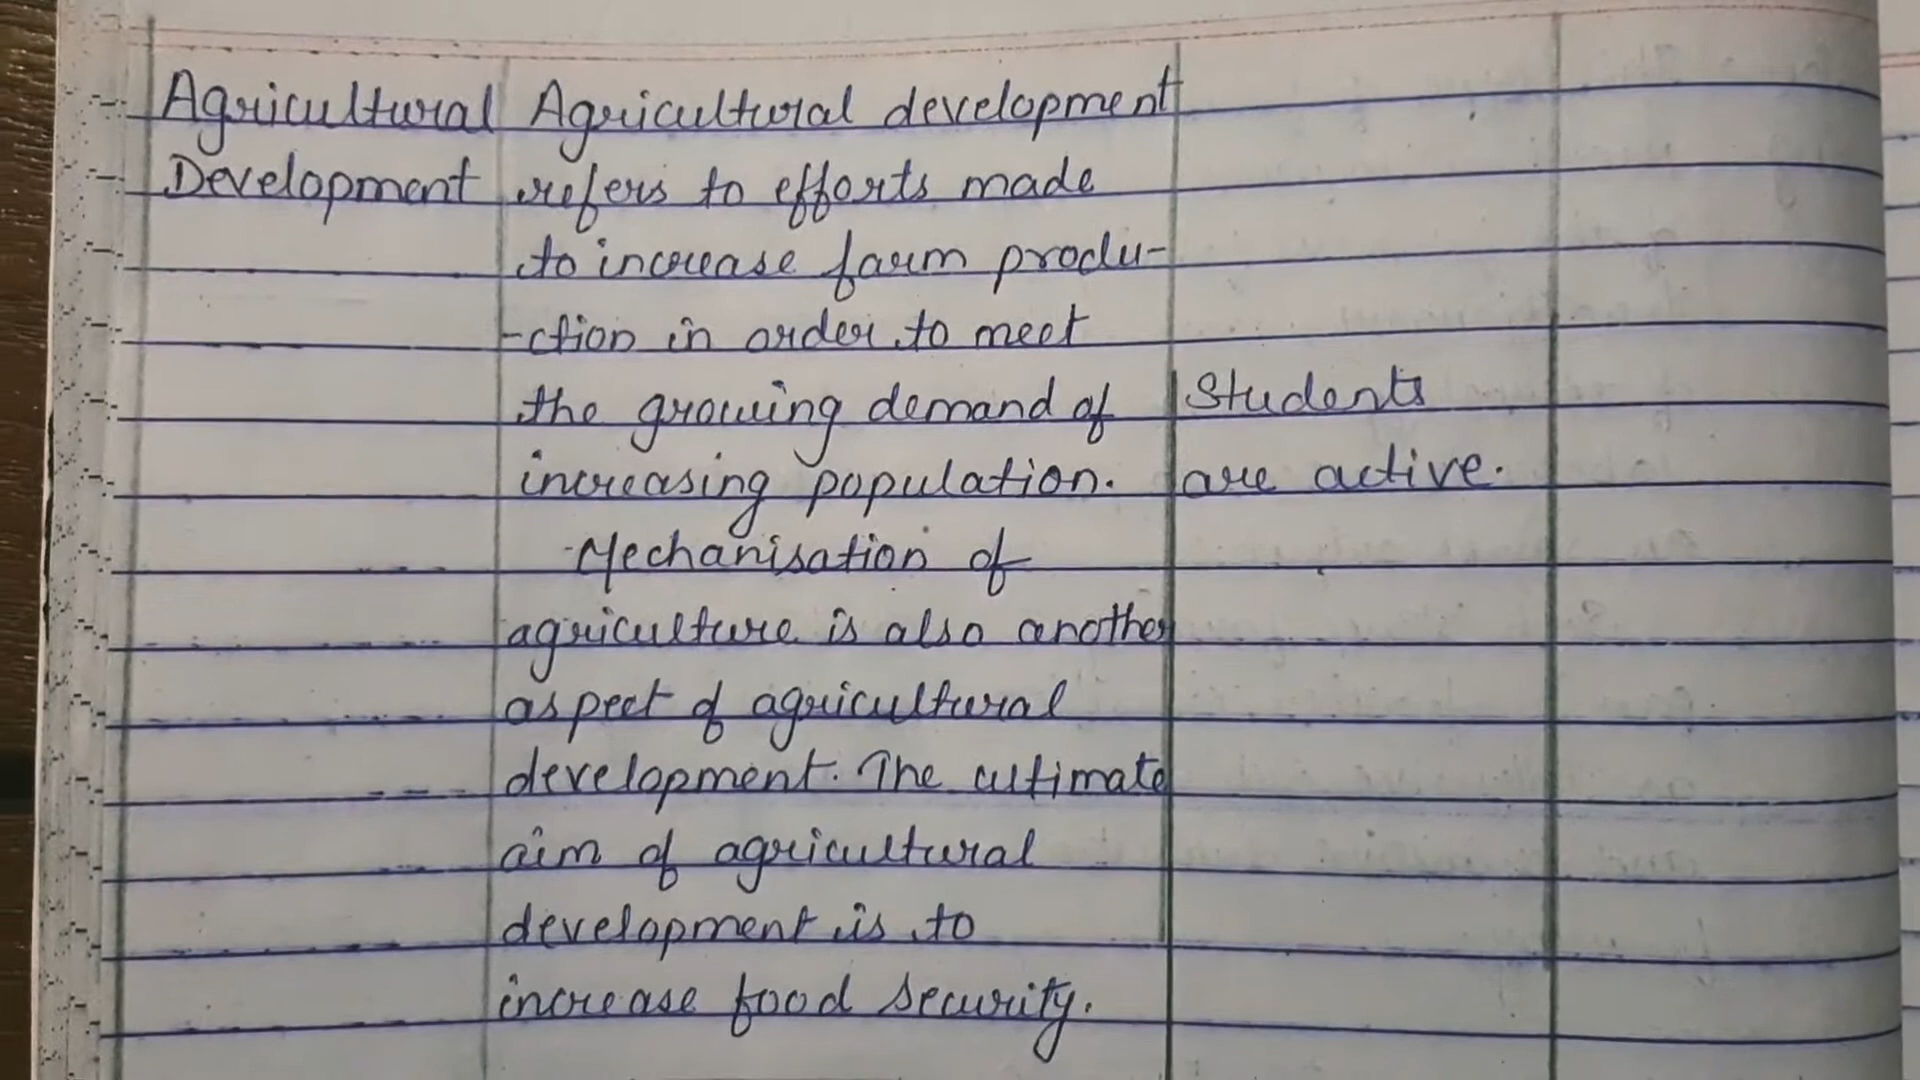 Agricultural
Development
Agricultural development
refers to efforts made
to increase farm produ-
-ction in order to meet
the growing demand of
increasing population.
Mechanisation of
agriculture is also another
aspect of agricultural
development. The ultimate
aim of agricultural
development is to
increase food security.
Students
are active.